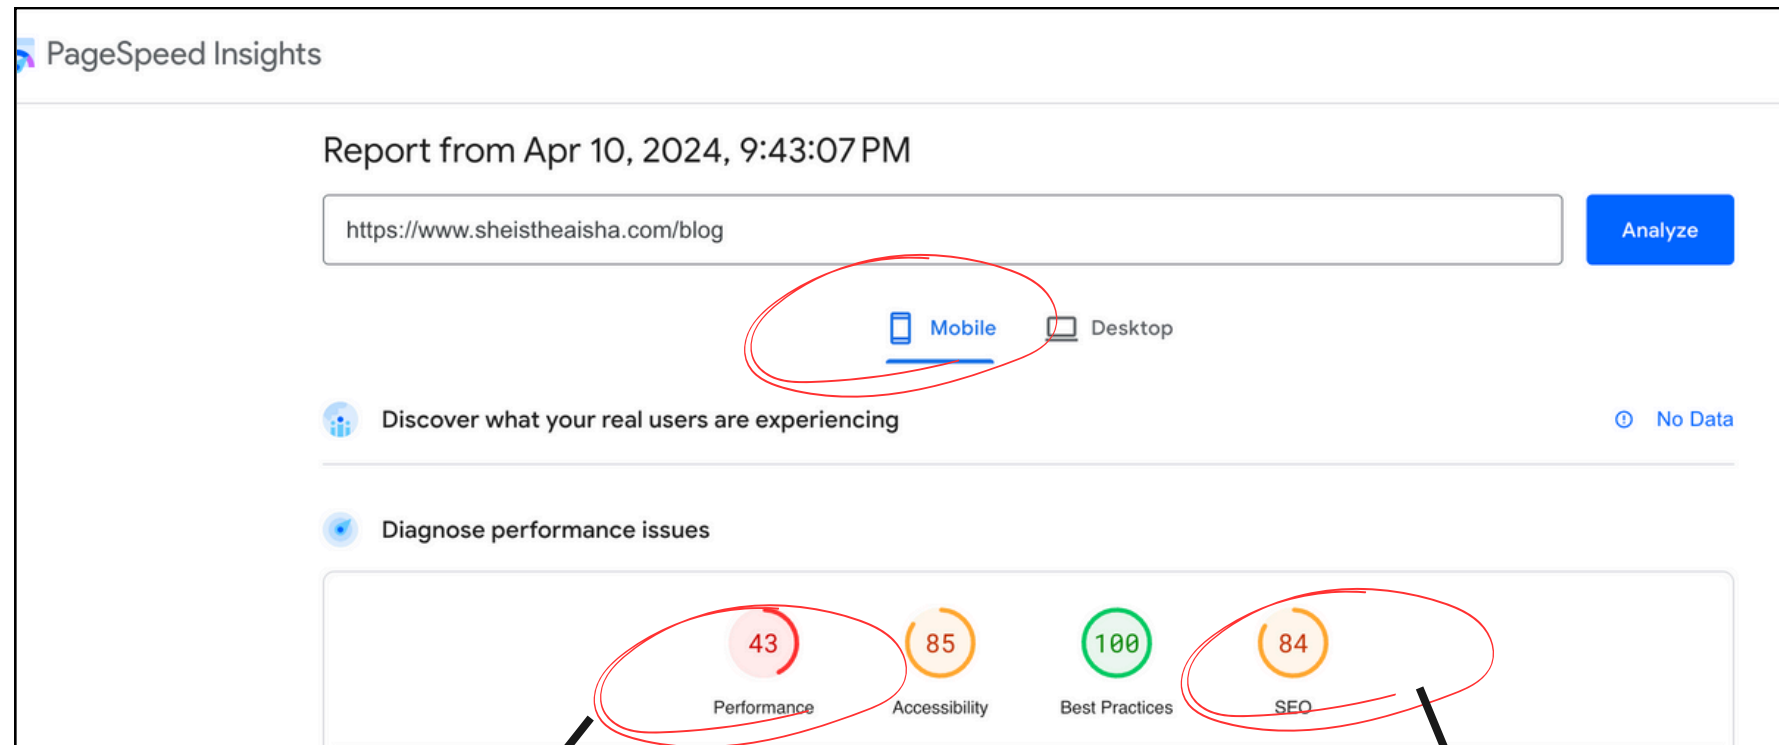 PageSpeed Insights
Report from Apr 10, 2024, 9:43:07 PM
https://www.sheistheaisha.com/blog
Analyze
Mobile
Desktop
Discover what your real users are experiencing
No Data
Diagnose performance issues
43
85
100
84
Performance
Accessibility
Best Practices
SEO